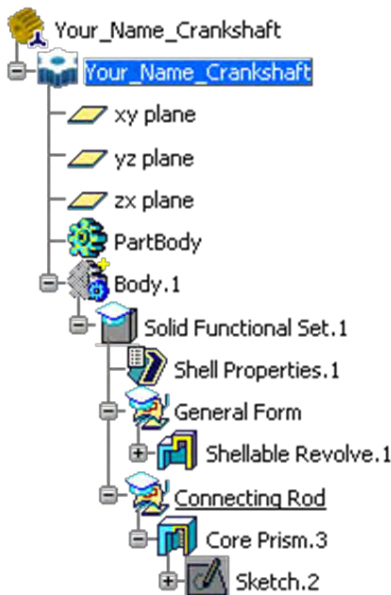 Your_Name_Crankshaft
Your_Name_Crankshaft
xy plane
yz plane
zx plane
PartBody
Body.1
Solid Functional Set.1
Shell Properties.1
General Form
Shellable Revolve.1
Connecting Rod
Core Prism.3
Sketch.2